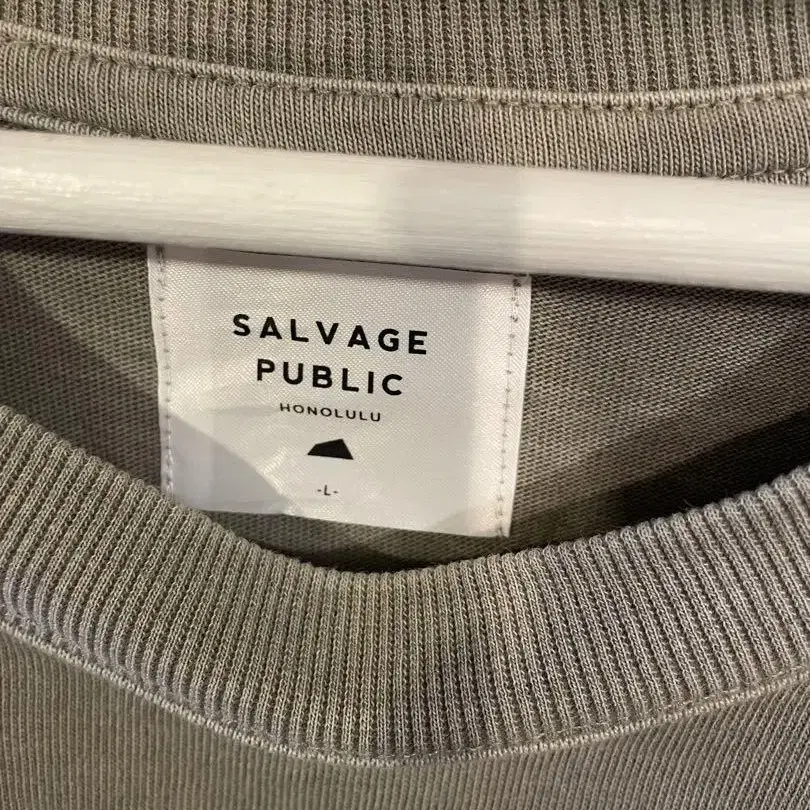 SALVAGE
PUBLIC
HONOLULU
-L-